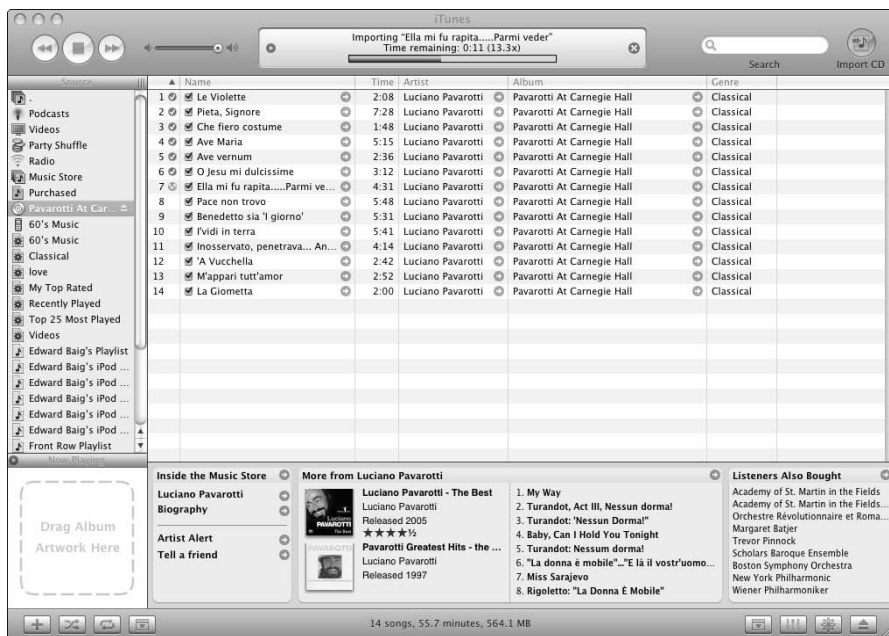 iTunes
Importing “Ella mi fu rapita.....Parmi veder”
Time remaining: 0:11 (13.3x)
Search
Import CD
Source
.
Podcasts
Videos
Party Shuffle
Radio
Music Store
Purchased
Pavarotti At Car...
60's Music
60's Music
Classical
love
My Top Rated
Recently Played
Top 25 Most Played
Videos
Edward Baig's Playlist
Edward Baig's iPod ...
Edward Baig's iPod ...
Edward Baig's iPod ...
Edward Baig's iPod ...
Edward Baig's iPod ...
Front Row Playlist
Now Playing
Drag Album
Artwork Here
Name Time Artist Album Genre
1 Le Violette 2:08 Luciano Pavarotti Pavarotti At Carnegie Hall Classical
2 Pieta, Signore 7:28 Luciano Pavarotti Pavarotti At Carnegie Hall Classical
3 Che fiero costume 1:48 Luciano Pavarotti Pavarotti At Carnegie Hall Classical
4 Ave Maria 5:15 Luciano Pavarotti Pavarotti At Carnegie Hall Classical
5 Ave vernum 2:36 Luciano Pavarotti Pavarotti At Carnegie Hall Classical
6 O Jesu mi dulcissime 3:12 Luciano Pavarotti Pavarotti At Carnegie Hall Classical
7 Ella mi fu rapita.....Parmi ve... 4:31 Luciano Pavarotti Pavarotti At Carnegie Hall Classical
8 Pace non trovo 5:48 Luciano Pavarotti Pavarotti At Carnegie Hall Classical
9 Benedetto sia 'l giorno' 5:31 Luciano Pavarotti Pavarotti At Carnegie Hall Classical
10 I'vidi in terra 5:41 Luciano Pavarotti Pavarotti At Carnegie Hall Classical
11 Inosservato, penetrava... An... 4:14 Luciano Pavarotti Pavarotti At Carnegie Hall Classical
12 'A Vucchella 2:42 Luciano Pavarotti Pavarotti At Carnegie Hall Classical
13 M'appari tutt'amor 2:52 Luciano Pavarotti Pavarotti At Carnegie Hall Classical
14 La Giometta 2:00 Luciano Pavarotti Pavarotti At Carnegie Hall Classical
Inside the Music Store
Luciano Pavarotti
Biography
Artist Alert
Tell a friend
More from Luciano Pavarotti
Luciano
PAVAROTTI
The Best
Luciano Pavarotti - The Best
Luciano Pavarotti
Released 2005
★★★★½
PAVAROTTI
Pavarotti Greatest Hits - the ...
Luciano Pavarotti
Released 1997
1. My Way
2. Turandot, Act III, Nessun dorma!
3. Turandot: 'Nessun Dorma!"
4. Baby, Can I Hold You Tonight
5. Turandot: Nessum dorma!
6. "La donna è mobile"..."E là il vostr'uomo...
7. Miss Sarajevo
8. Rigoletto: "La Donna È Mobile"
Listeners Also Bought
Academy of St. Martin in the Fields
Academy of St. Martin in the Fields...
Orchestre Révolutionnaire et Roma...
Margaret Batjer
Trevor Pinnock
Scholars Baroque Ensemble
Boston Symphony Orchestra
New York Philharmonic
Wiener Philharmoniker
14 songs, 55.7 minutes, 564.1 MB